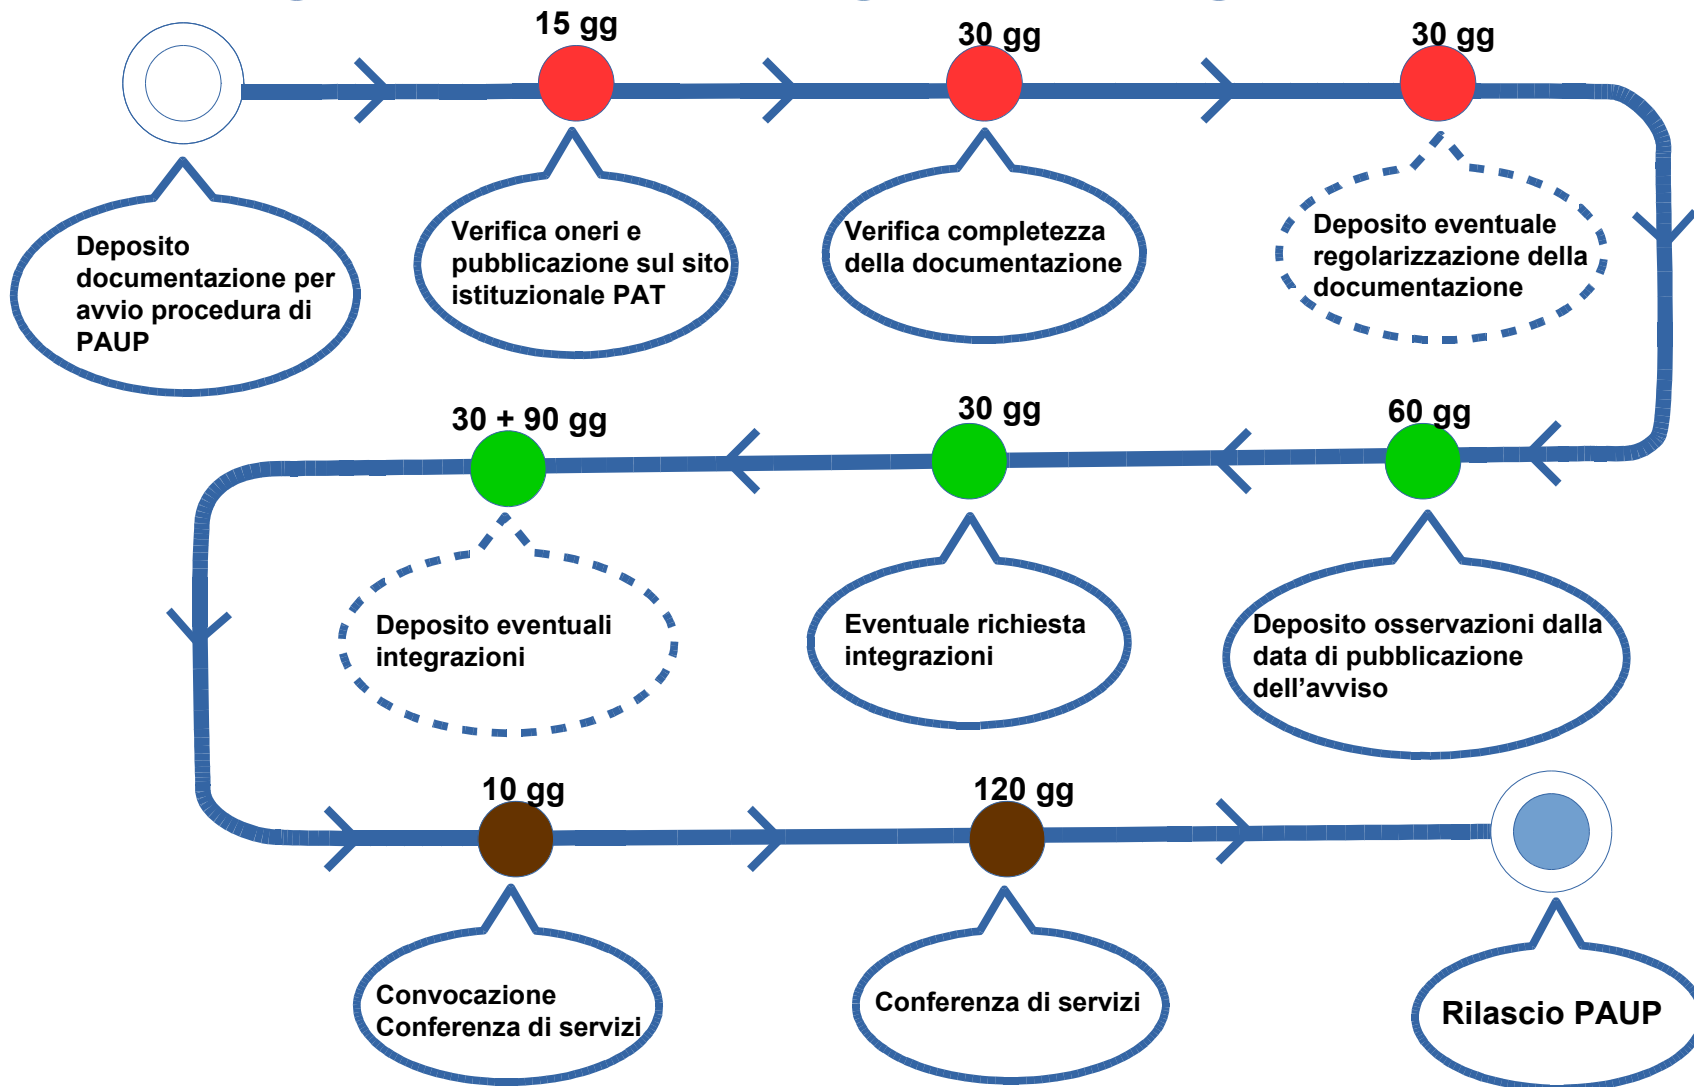 15 gg
30 gg
30 gg
Deposito
documentazione per
avvio procedura di
PAUP
Verifica oneri e
pubblicazione sul sito
istituzionale PAT
Verifica completezza
della documentazione
Deposito eventuale
regolarizzazione della
documentazione
30 + 90 gg
30 gg
60 gg
Deposito eventuali
integrazioni
Eventuale richiesta
integrazioni
Deposito osservazioni dalla
data di pubblicazione
dell’avviso
10 gg
120 gg
Convocazione
Conferenza di servizi
Conferenza di servizi
Rilascio PAUP